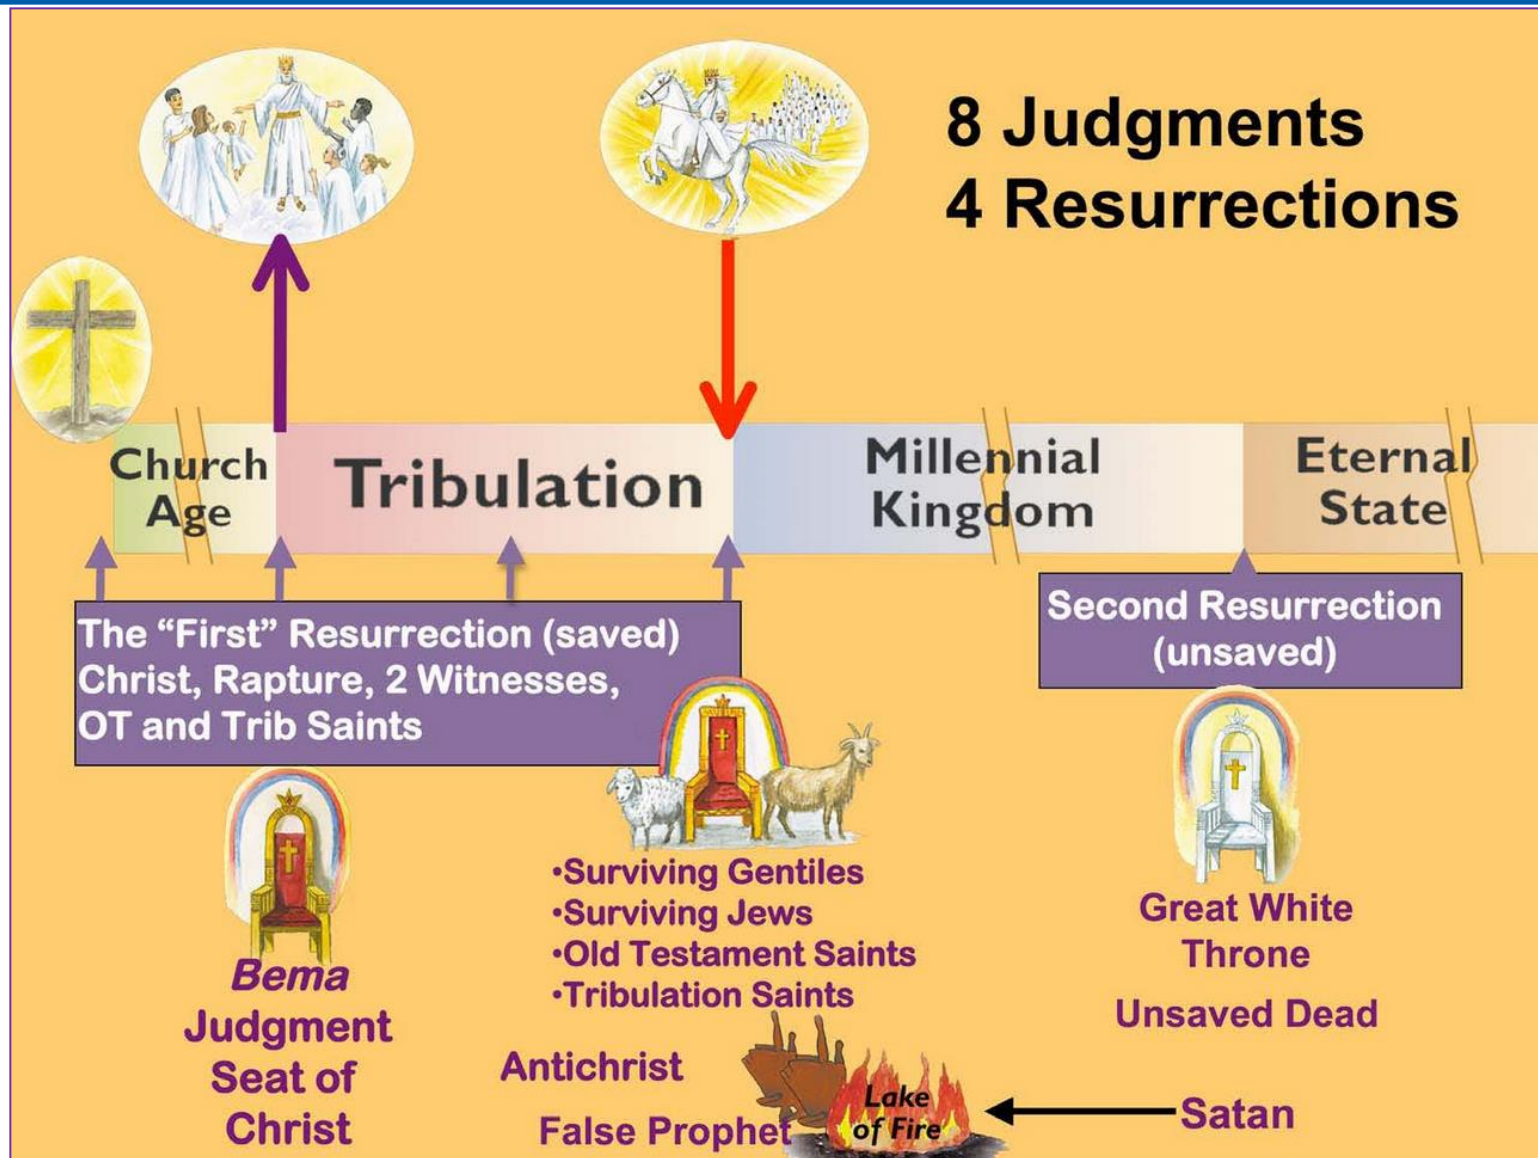 8 Judgments
4 Resurrections
Church
Age
Tribulation
Millennial
Kingdom
Eternal
State
The “First” Resurrection (saved)
Christ, Rapture, 2 Witnesses,
OT and Trib Saints
Second Resurrection
(unsaved)
Bema
Judgment
Seat of
Christ
•Surviving Gentiles
•Surviving Jews
•Old Testament Saints
•Tribulation Saints
Antichrist
False Prophet
Lake
of Fire
Great White
Throne
Unsaved Dead
Satan